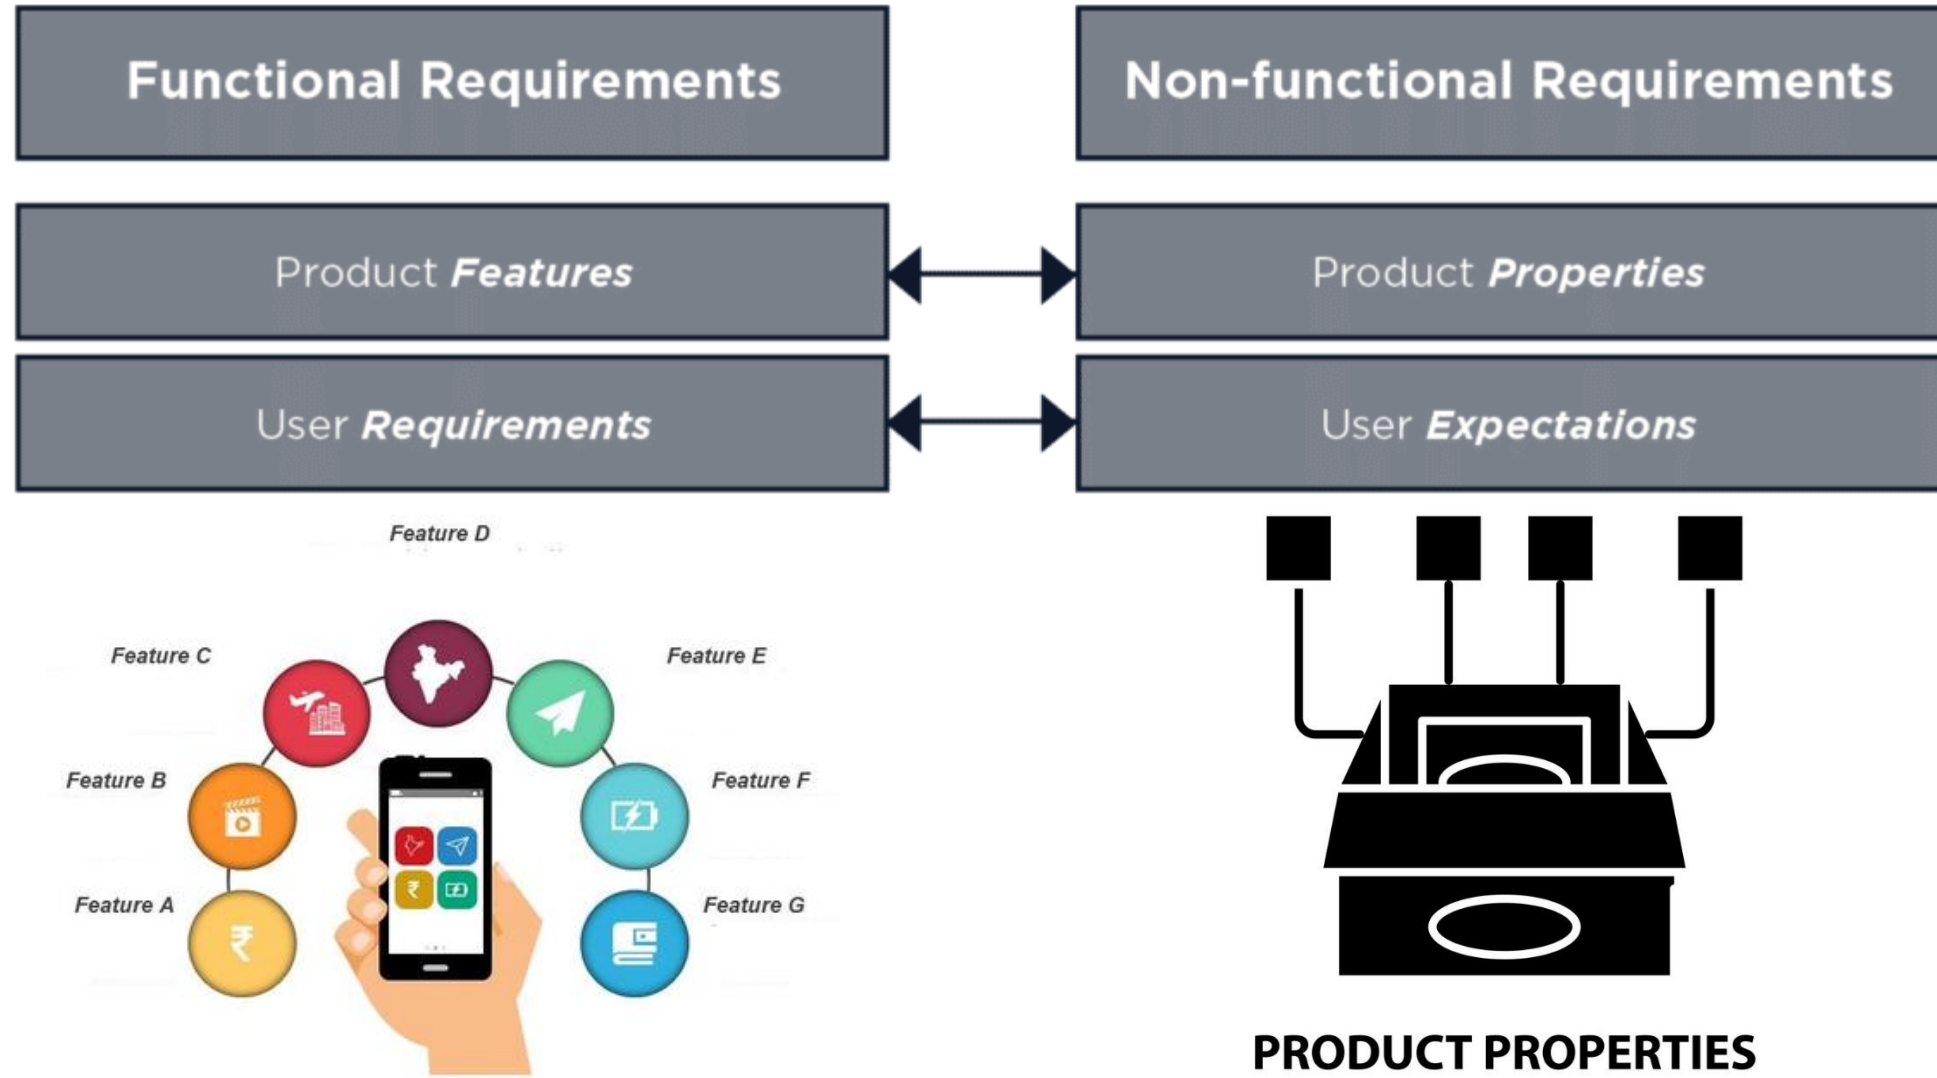 Functional Requirements
Non-functional Requirements
Product Features
Product Properties
User Requirements
User Expectations
Feature D
Feature C
Feature E
Feature B
Feature F
Feature A
Feature G
₹
₹
PRODUCT PROPERTIES